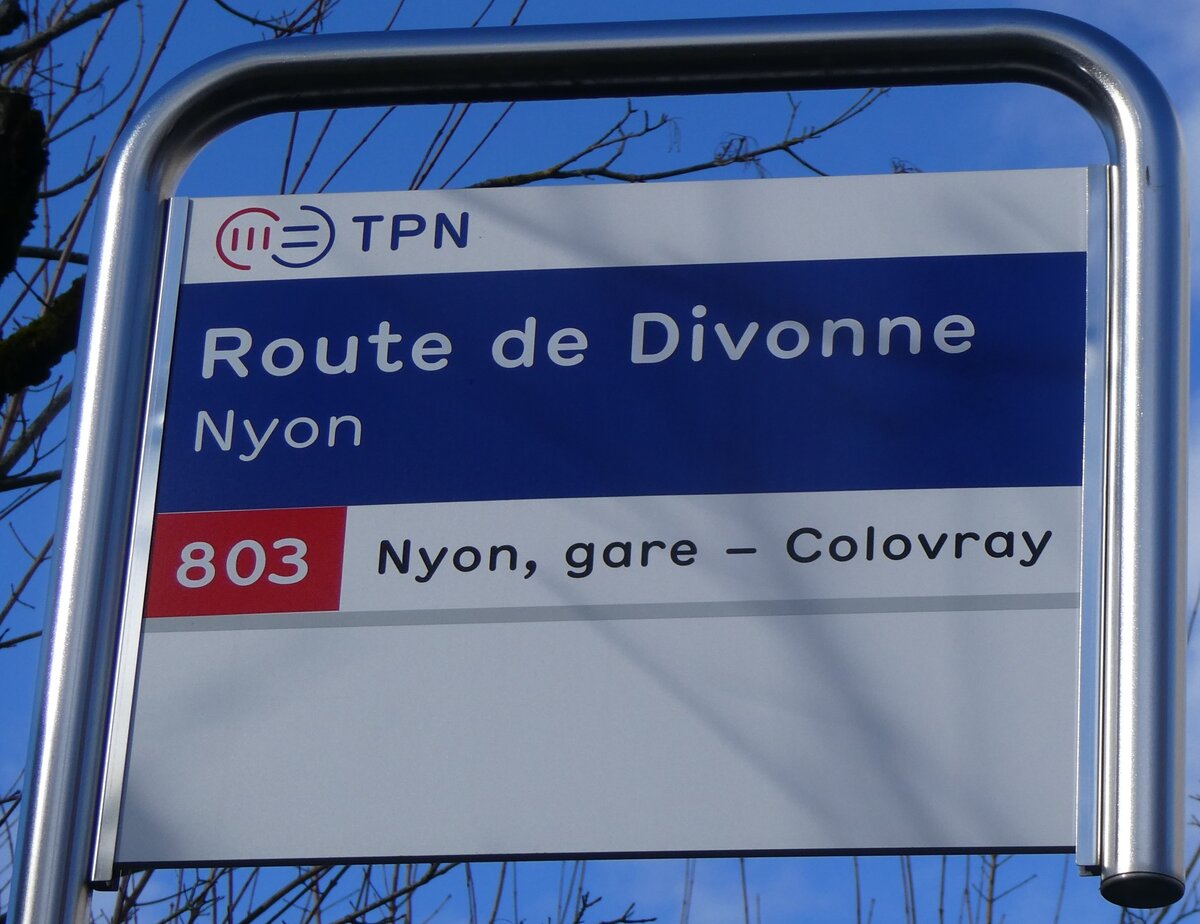 TPN
Route de Divonne
Nyon
803 Nyon, gare – Colovray